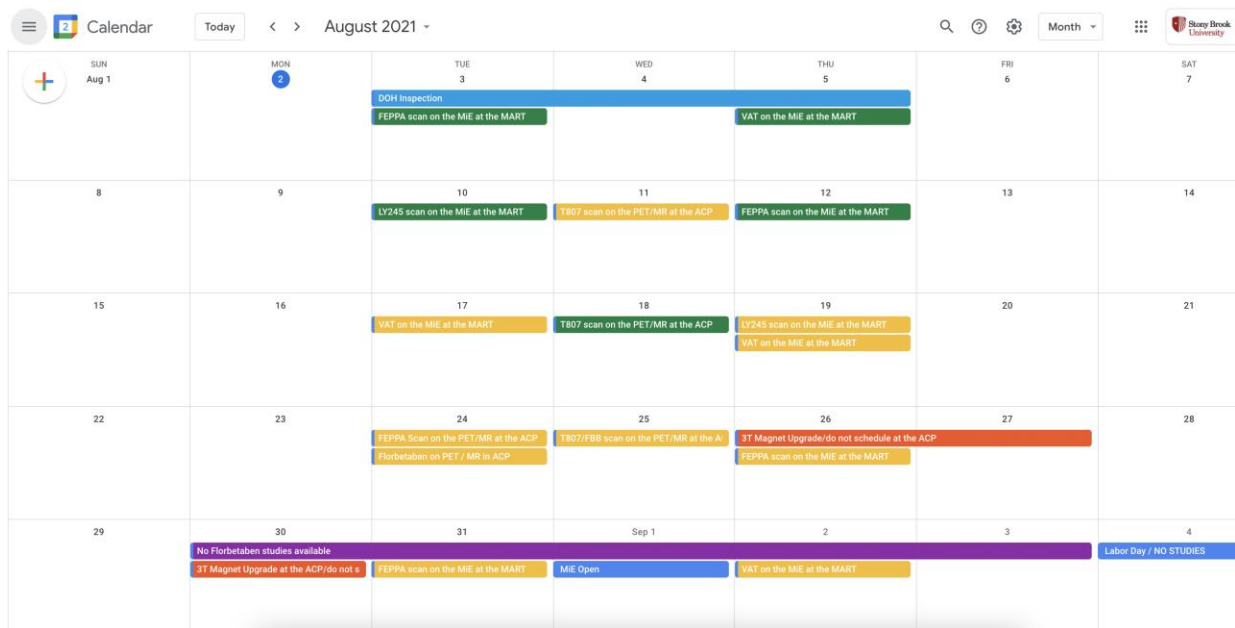 2 Calendar Today August 2021 Month Stony Brook
University
SUN MON TUE WED THU FRI SAT
Aug 1 2 3 4 5 6 7
DOH Inspection
FEPPA scan on the MiE at the MART VAT on the MiE at the MART
8 9 10 11 12 13 14
LY245 scan on the MiE at the MART T807 scan on the PET/MR at the ACP FEPPA scan on the MiE at the MART
15 16 17 18 19 20 21
VAT on the MiE at the MART T807 scan on the PET/MR at the ACP LY245 scan on the MiE at the MART
VAT on the MiE at the MART
22 23 24 25 26 27 28
FEPPA Scan on the PET/MR at the ACP T807/FBB scan on the PET/MR at the A 3T Magnet Upgrade/do not schedule at the ACP
Florbetaben on PET / MR in ACP FEPPA scan on the MiE at the MART
29 30 31 Sep 1 2 3 4
No Florbetaben studies available Labor Day / NO STUDIES
3T Magnet Upgrade at the ACP/do not s FEPPA scan on the MiE at the MART MiE Open VAT on the MiE at the MART